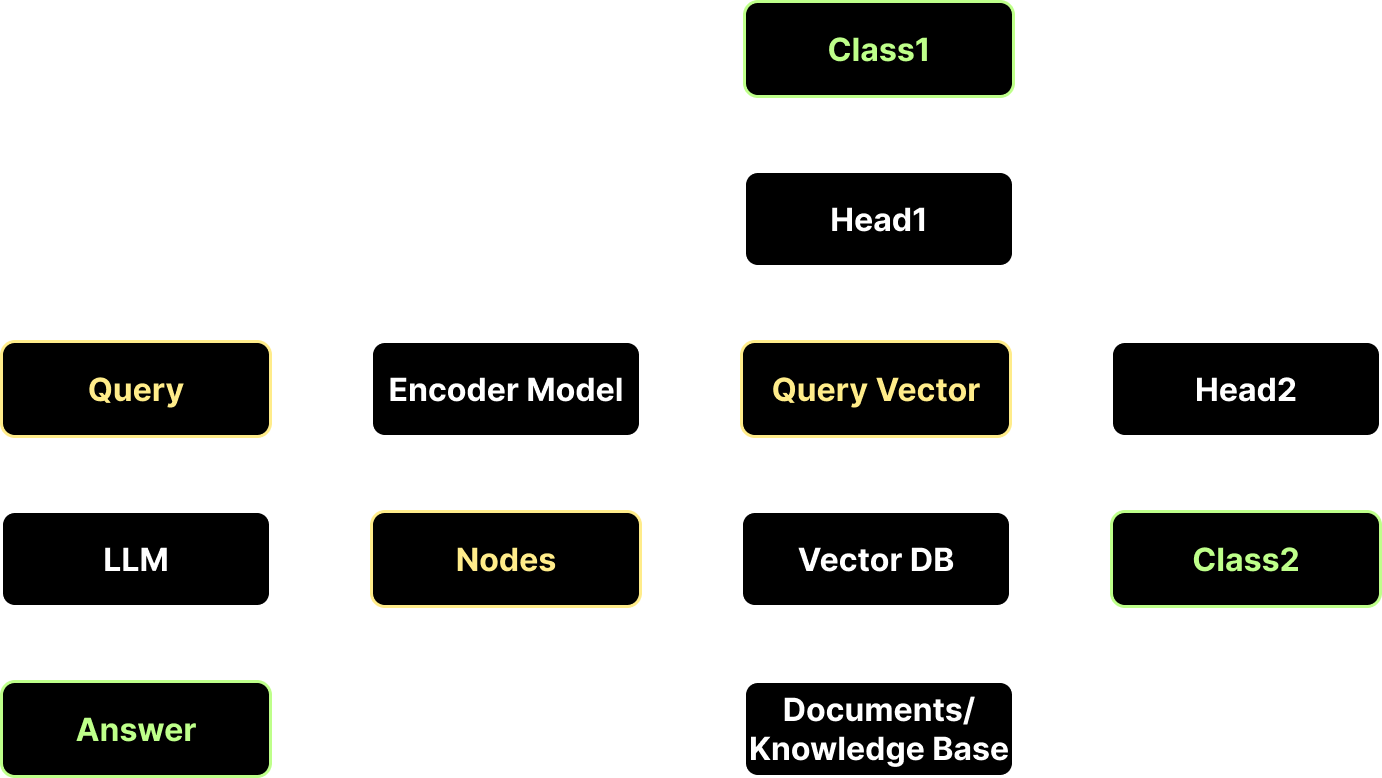 Class1
Head1
Query
Encoder Model
Query Vector
Head2
LLM
Nodes
Vector DB
Class2
Answer
Documents/
Knowledge Base